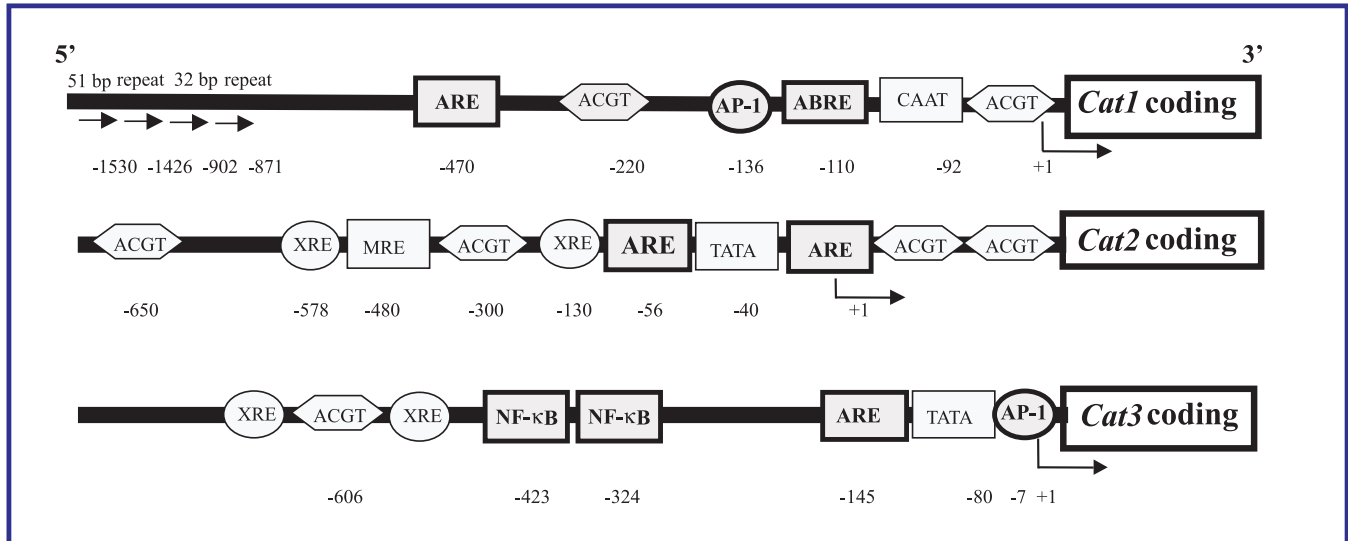 5’ 3’
51 bp repeat 32 bp repeat
ARE ACGT AP-1 ABRE CAAT ACGT Cat1 coding
-1530 -1426 -902 -871 -470 -220 -136 -110 -92 +1
ACGT XRE MRE ACGT XRE ARE TATA ARE ACGT ACGT Cat2 coding
-650 -578 -480 -300 -130 -56 -40 +1
XRE ACGT XRE NF-κB NF-κB ARE TATA AP-1 Cat3 coding
-606 -423 -324 -145 -80 -7 +1